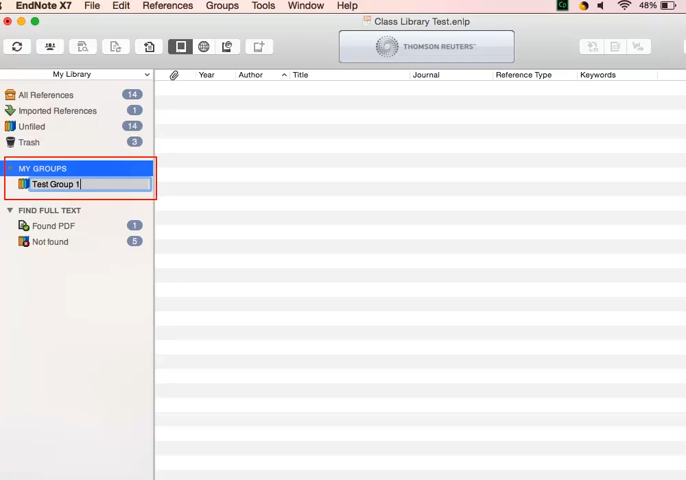 EndNote X7 File Edit References Groups Tools Window Help 48%
Class Library Test.enlp
THOMSON REUTERS™
My Library Year Author Title Journal Reference Type Keywords
All References 14
Imported References 1
Unfiled 14
Trash 3
MY GROUPS
Test Group 1
FIND FULL TEXT
Found PDF 1
Not found 5